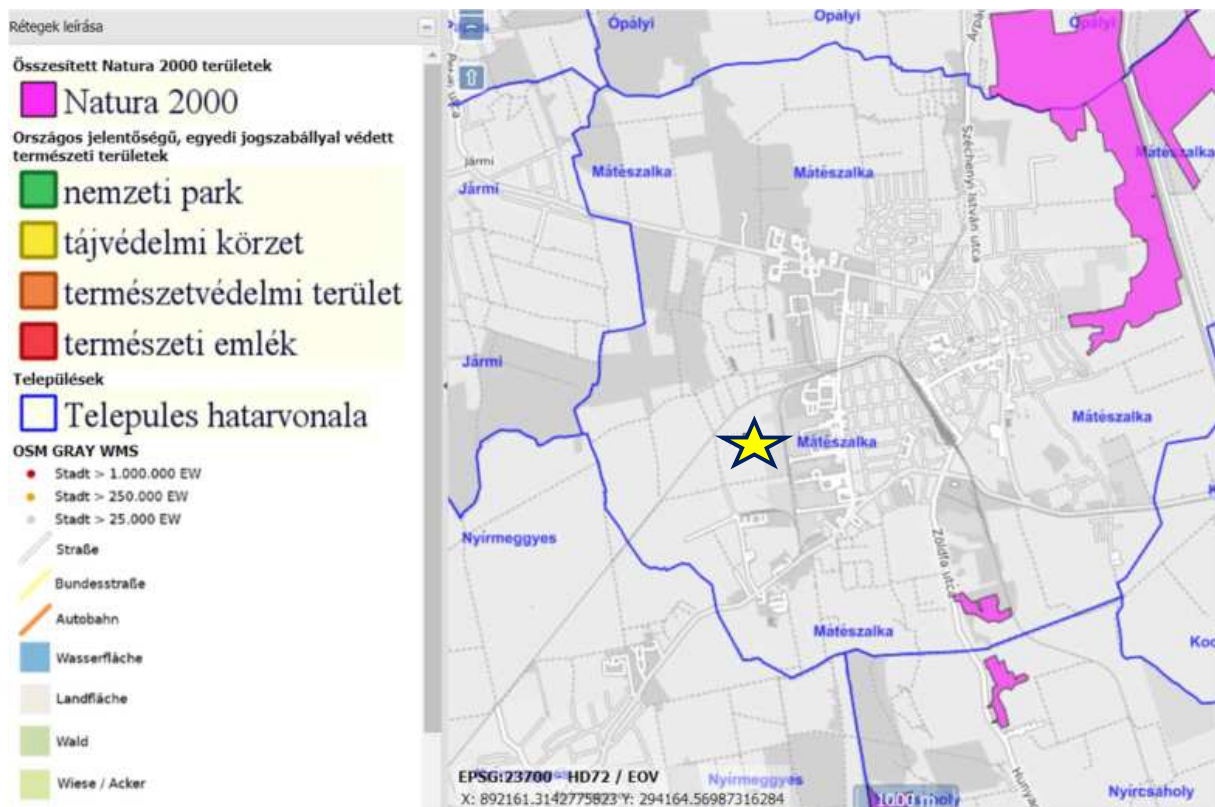 Rétegek leírása
Összesített Natura 2000 területek
Natura 2000
Országos jelentőségű, egyedi jogszabállyal védett
természeti területek
nemzeti park
tájvédelmi körzet
természetvédelmi terület
természeti emlék
Települések
Telepules hatarvonala
OSM GRAY WMS
Stadt > 1.000.000 EW
Stadt > 250.000 EW
Stadt > 25.000 EW
Straße
Bundesstraße
Autobahn
Wasserfläche
Landfläche
Wald
Wiese / Acker
Ópályi
Ópályi
Ópályi
utca
Széchenyi István utca
Jármi
Jármi
Mátészalka
Mátészalka
Mátészalka
Jármi
Mátészalka
Mátészalka
Nyírmeggyes
Zöldfa utca
Mátészalka
Nyírmeggyes
Nyírcsaholy
EPSG:23700 - HD72 / EOV
X: 892161.3142775823 Y: 294164.56987316284
1000 m